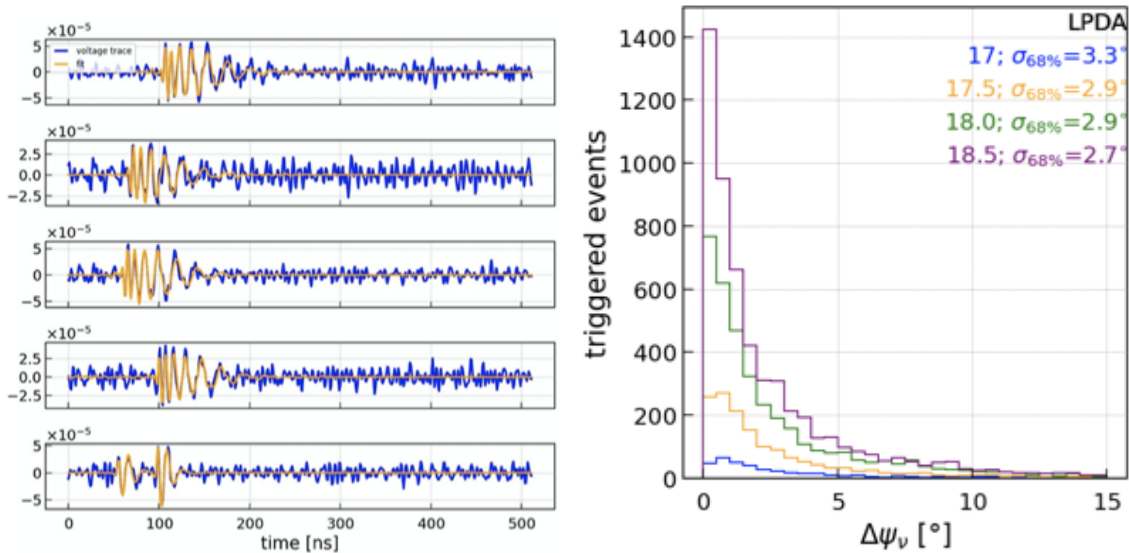 ×10⁻⁵
5
0
−5
voltage trace
fit
×10⁻⁵
2.5
0.0
−2.5
×10⁻⁵
5
0
−5
×10⁻⁵
2.5
0.0
×10⁻⁵
5
0
−5
0 100 200 300 400 500
time [ns]
LPDA
17; σ68%=3.3°
17.5; σ68%=2.9°
18.0; σ68%=2.9°
18.5; σ68%=2.7°
1400
1200
1000
800
600
400
200
0
triggered events
0 5 10 15
Δψν [°]